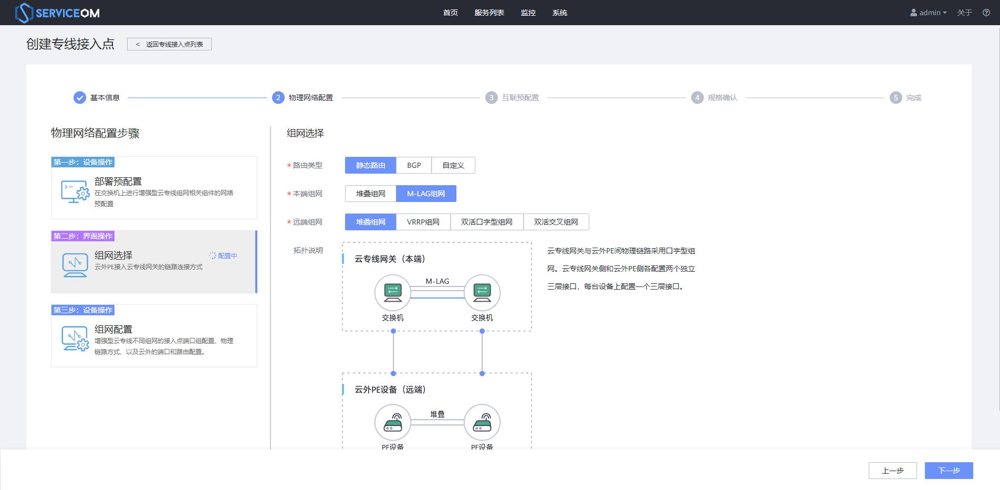 SERVICEOM
首页
服务列表
监控
系统
admin
关于
创建专线接入点
< 返回专线接入点列表
基本信息
2 物理网络配置
3 互联预配置
4 规格确认
5 完成
物理网络配置步骤
第一步：设备操作
部署预配置
在交换机上进行增强型云专线组网相关组件的网络
预配置
第二步：界面操作
组网选择
配置中
云外PE接入云专线网关的链路连接方式
第三步：设备操作
组网配置
增强型云专线不同组网的接入点端口组配置、物理
链路方式、以及云外的端口和路由配置。
组网选择
*路由类型
静态路由
BGP
自定义
*本端组网
堆叠组网
M-LAG组网
*远端组网
堆叠组网
VRRP组网
双活口字型组网
双活交叉组网
拓扑说明
云专线网关（本端）
M-LAG
交换机
交换机
云外PE设备（远端）
堆叠
PE设备
PE设备
云专线网关与云外PE间物理链路采用口字型组
网。云专线网关侧和云外PE侧各配置两个独立
三层接口，每台设备上配置一个三层接口。
上一步
下一步